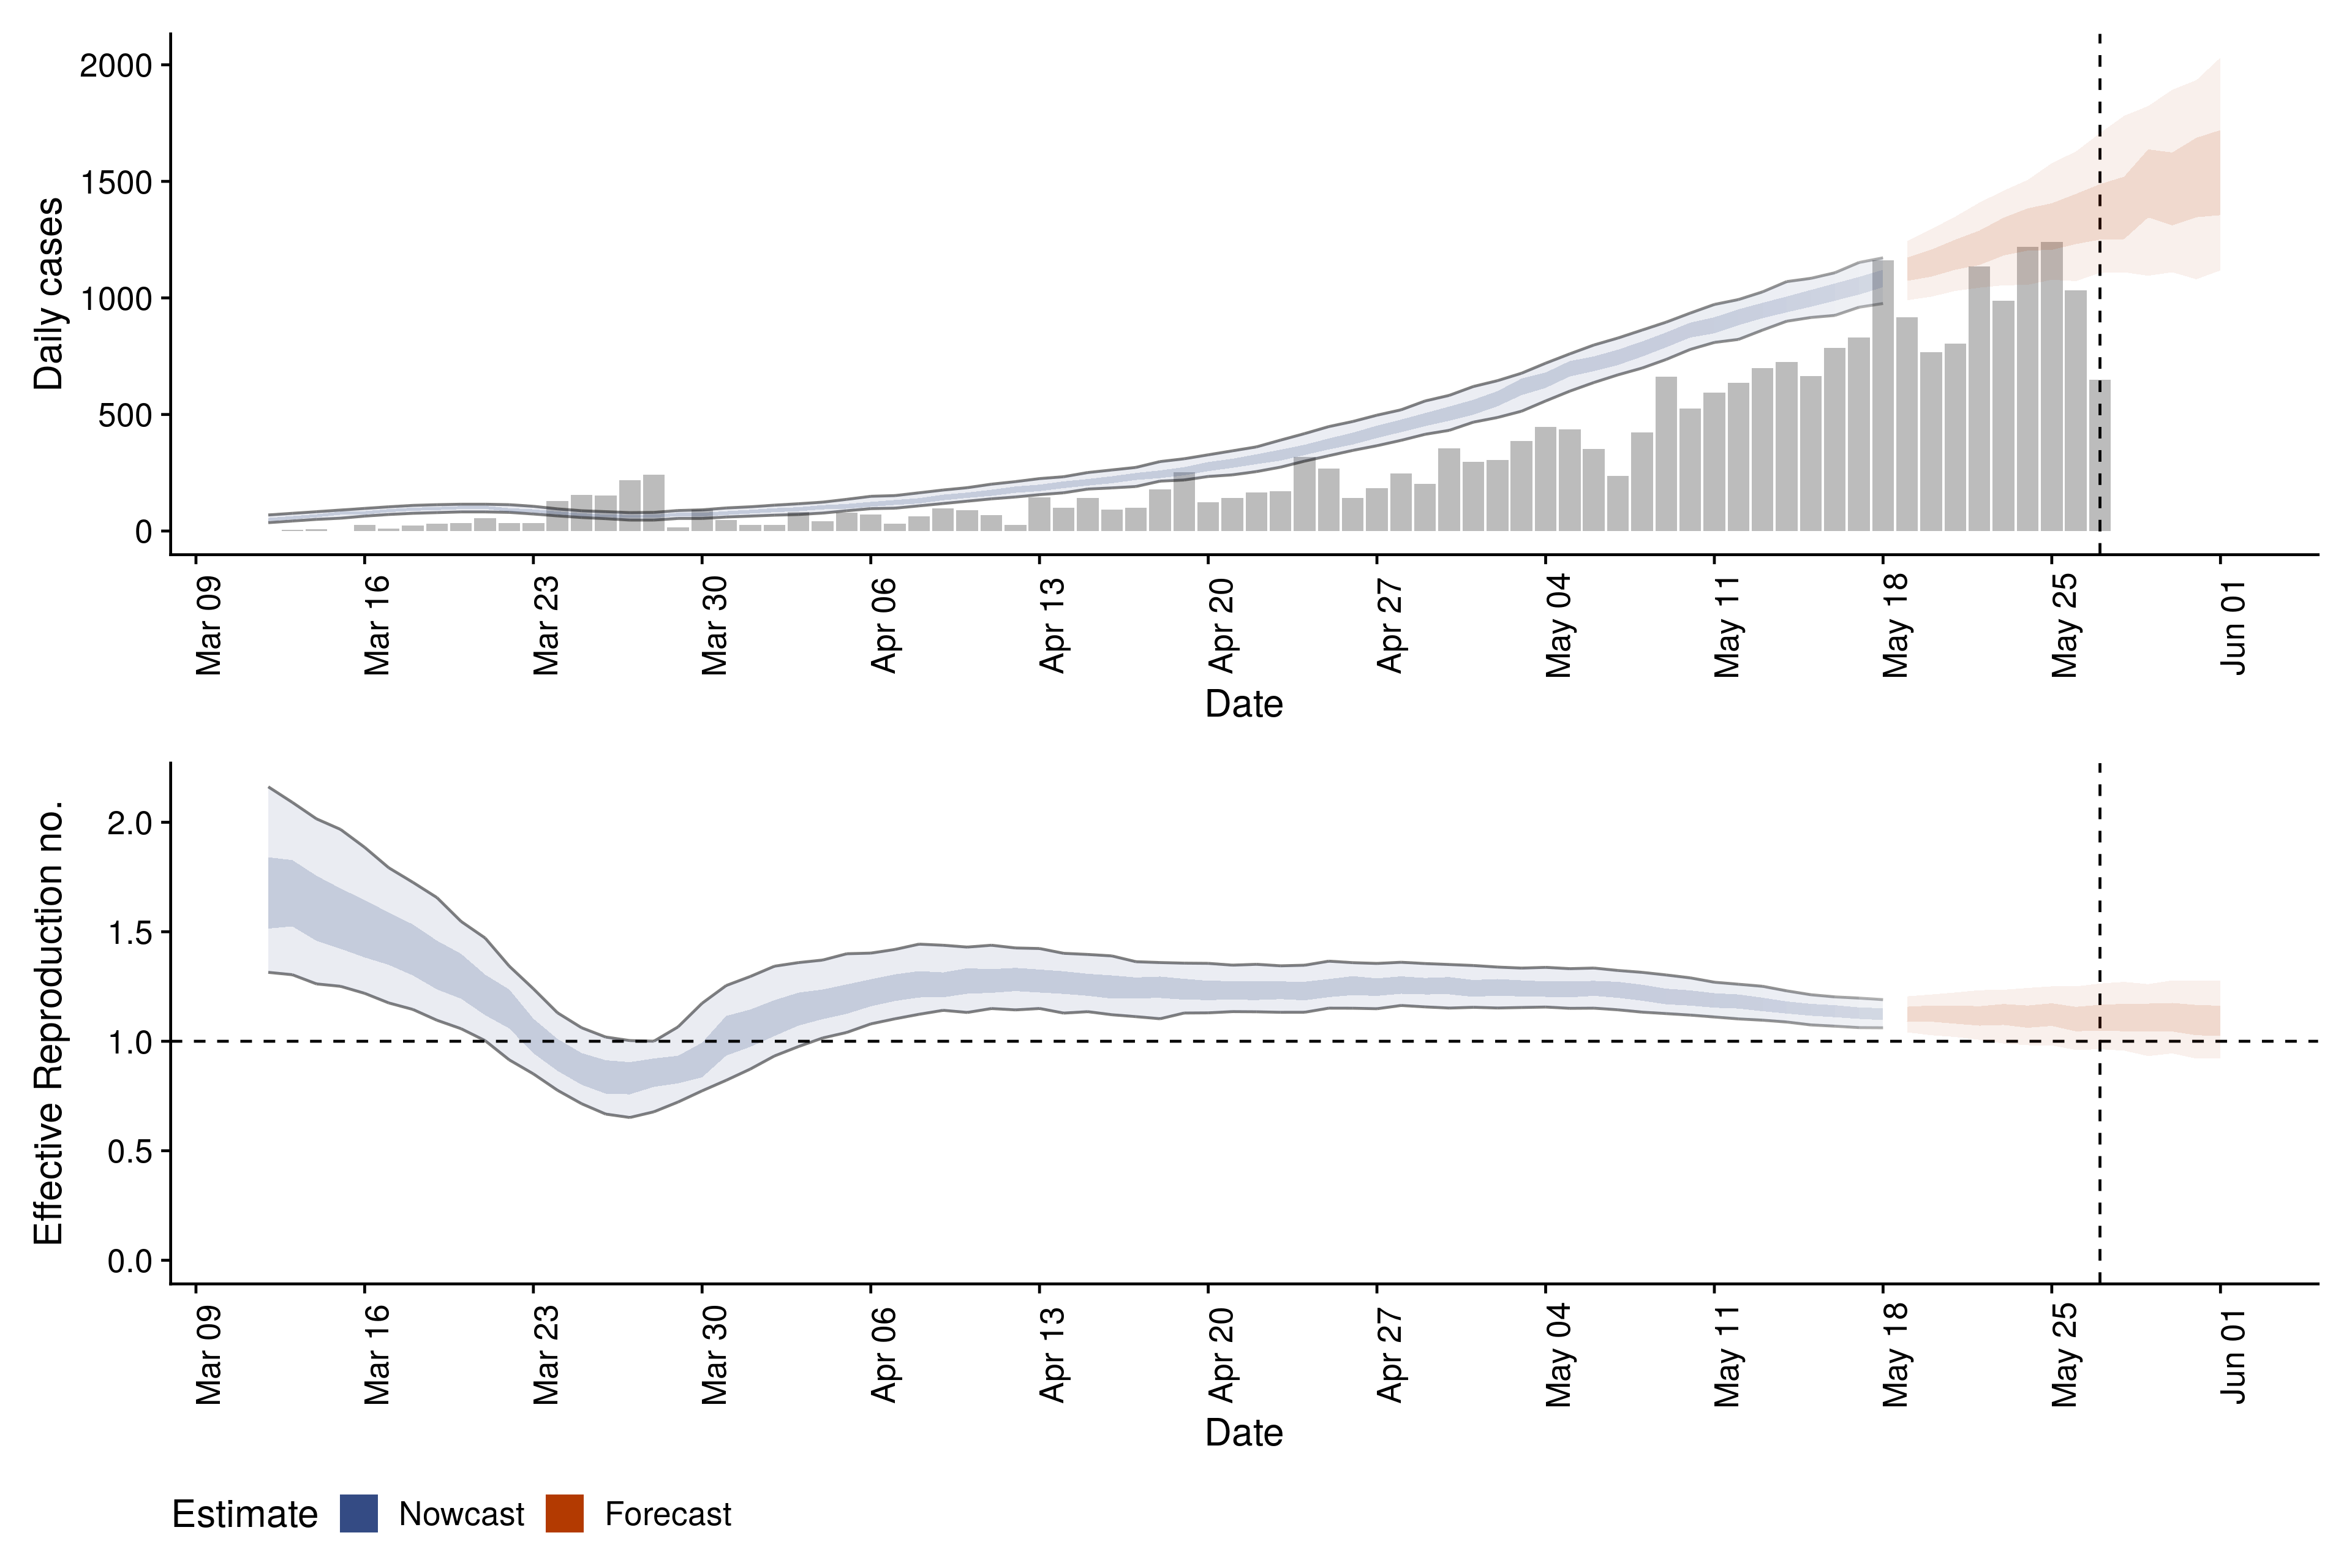 Daily cases
2000
1500
1000
500
0
Mar 09
Mar 16
Mar 23
Mar 30
Apr 06
Apr 13
Apr 20
Apr 27
May 04
May 11
May 18
May 25
Jun 01
Date
Effective Reproduction no.
2.0
1.5
1.0
0.5
0.0
Mar 09
Mar 16
Mar 23
Mar 30
Apr 06
Apr 13
Apr 20
Apr 27
May 04
May 11
May 18
May 25
Jun 01
Date
Estimate Nowcast Forecast